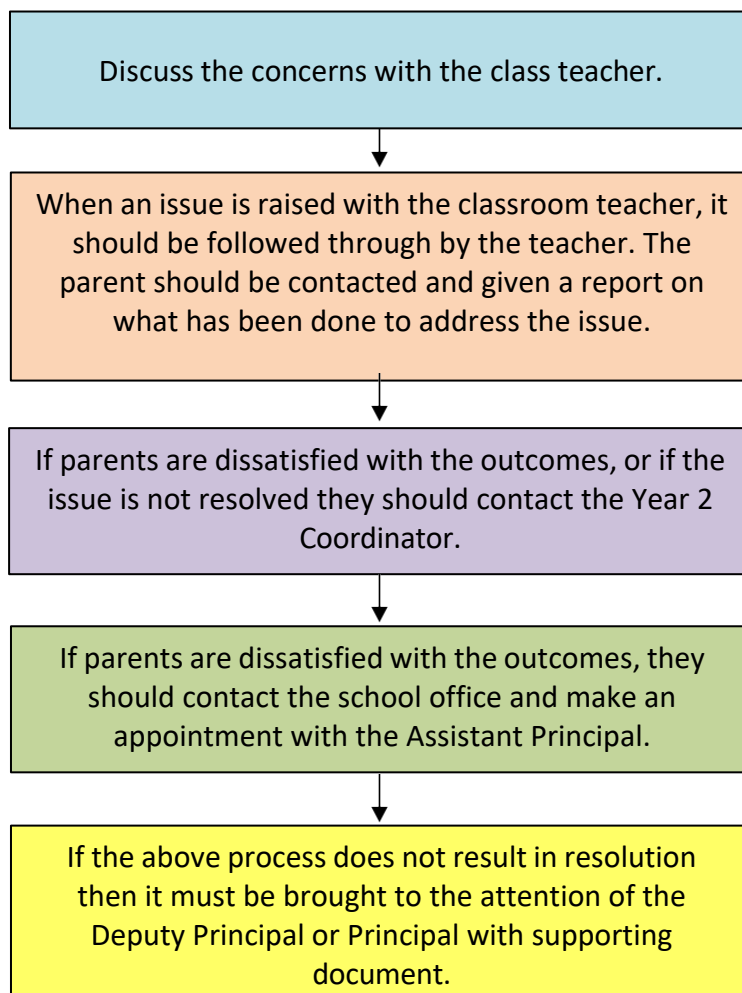 Discuss the concerns with the class teacher.
When an issue is raised with the classroom teacher, it
should be followed through by the teacher. The
parent should be contacted and given a report on
what has been done to address the issue.
If parents are dissatisfied with the outcomes, or if the
issue is not resolved they should contact the Year 2
Coordinator.
If parents are dissatisfied with the outcomes, they
should contact the school office and make an
appointment with the Assistant Principal.
If the above process does not result in resolution
then it must be brought to the attention of the
Deputy Principal or Principal with supporting
document.